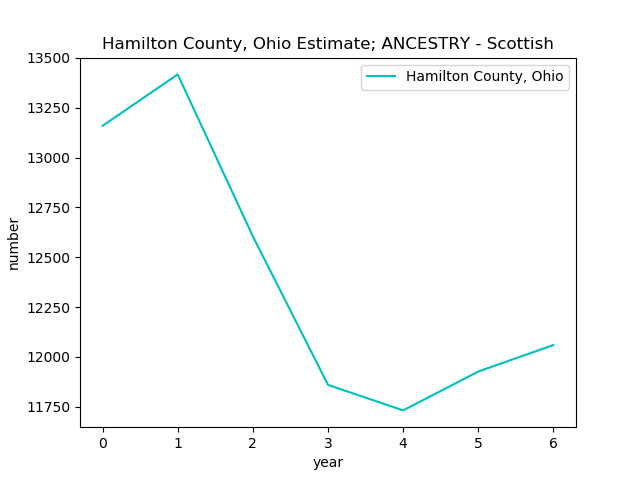 Hamilton County, Ohio Estimate; ANCESTRY - Scottish
Hamilton County, Ohio
13500
13250
13000
12750
12500
12250
12000
11750
number
0 1 2 3 4 5 6
year